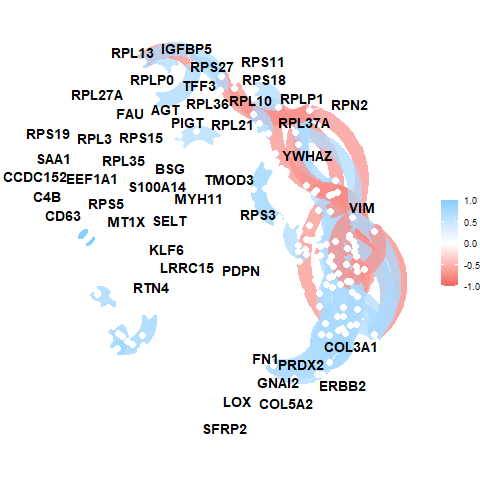 RPL13 IGFBP5
RPS27 RPS11
RPLP0 TFF3 RPS18
RPL27A AGT RPL36 RPL10 RPLP1 RPN2
FAU PIGT RPL21 RPL37A
RPS19 RPL3 RPS15
SAA1 RPL35 YWHAZ
CCDC152 EEF1A1 BSG
S100A14 TMOD3
C4B RPS5 MYH11
CD63 MT1X SELT RPS3 VIM
KLF6
LRRC15 PDPN
RTN4
COL3A1
FN1 PRDX2
GNAI2 ERBB2
LOX COL5A2
SFRP2
1.0
0.5
0.0
-0.5
-1.0